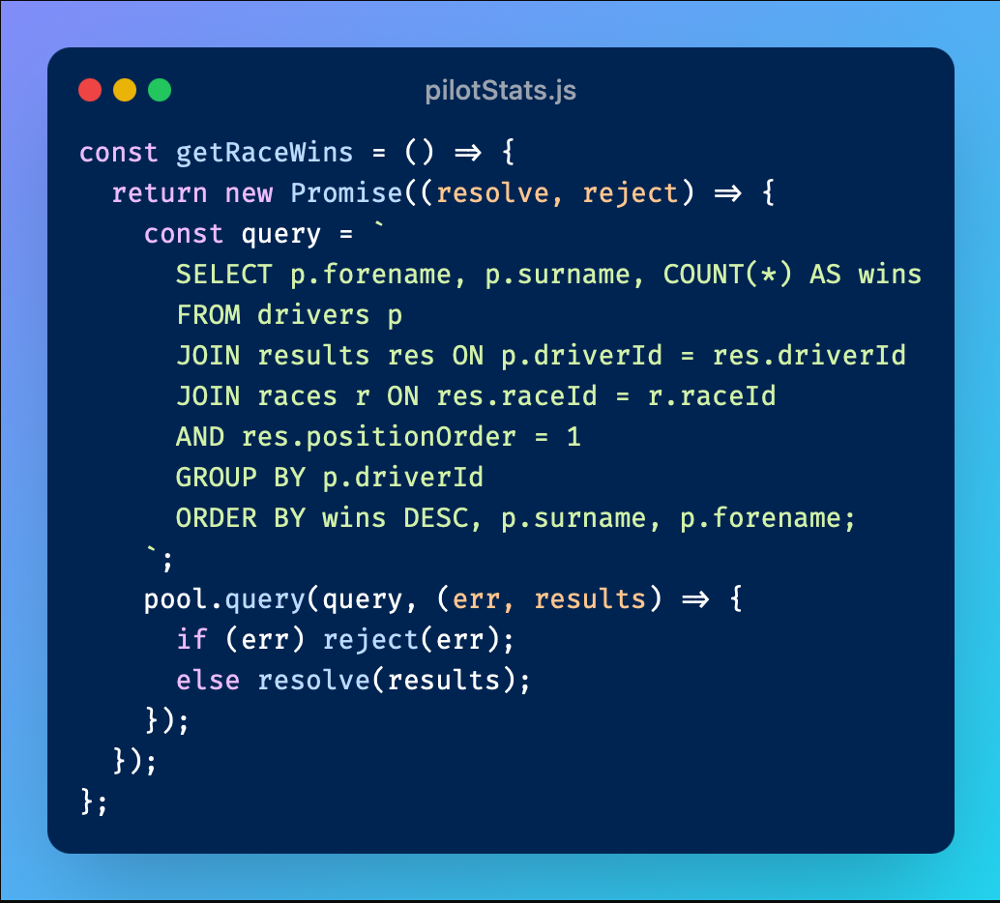 pilotStats.js
const getRaceWins = () => {
  return new Promise((resolve, reject) => {
    const query = `
      SELECT p.forename, p.surname, COUNT(*) AS wins
      FROM drivers p
      JOIN results res ON p.driverId = res.driverId
      JOIN races r ON res.raceId = r.raceId
      AND res.positionOrder = 1
      GROUP BY p.driverId
      ORDER BY wins DESC, p.surname, p.forename;
    `;
    pool.query(query, (err, results) => {
      if (err) reject(err);
      else resolve(results);
    });
  });
};